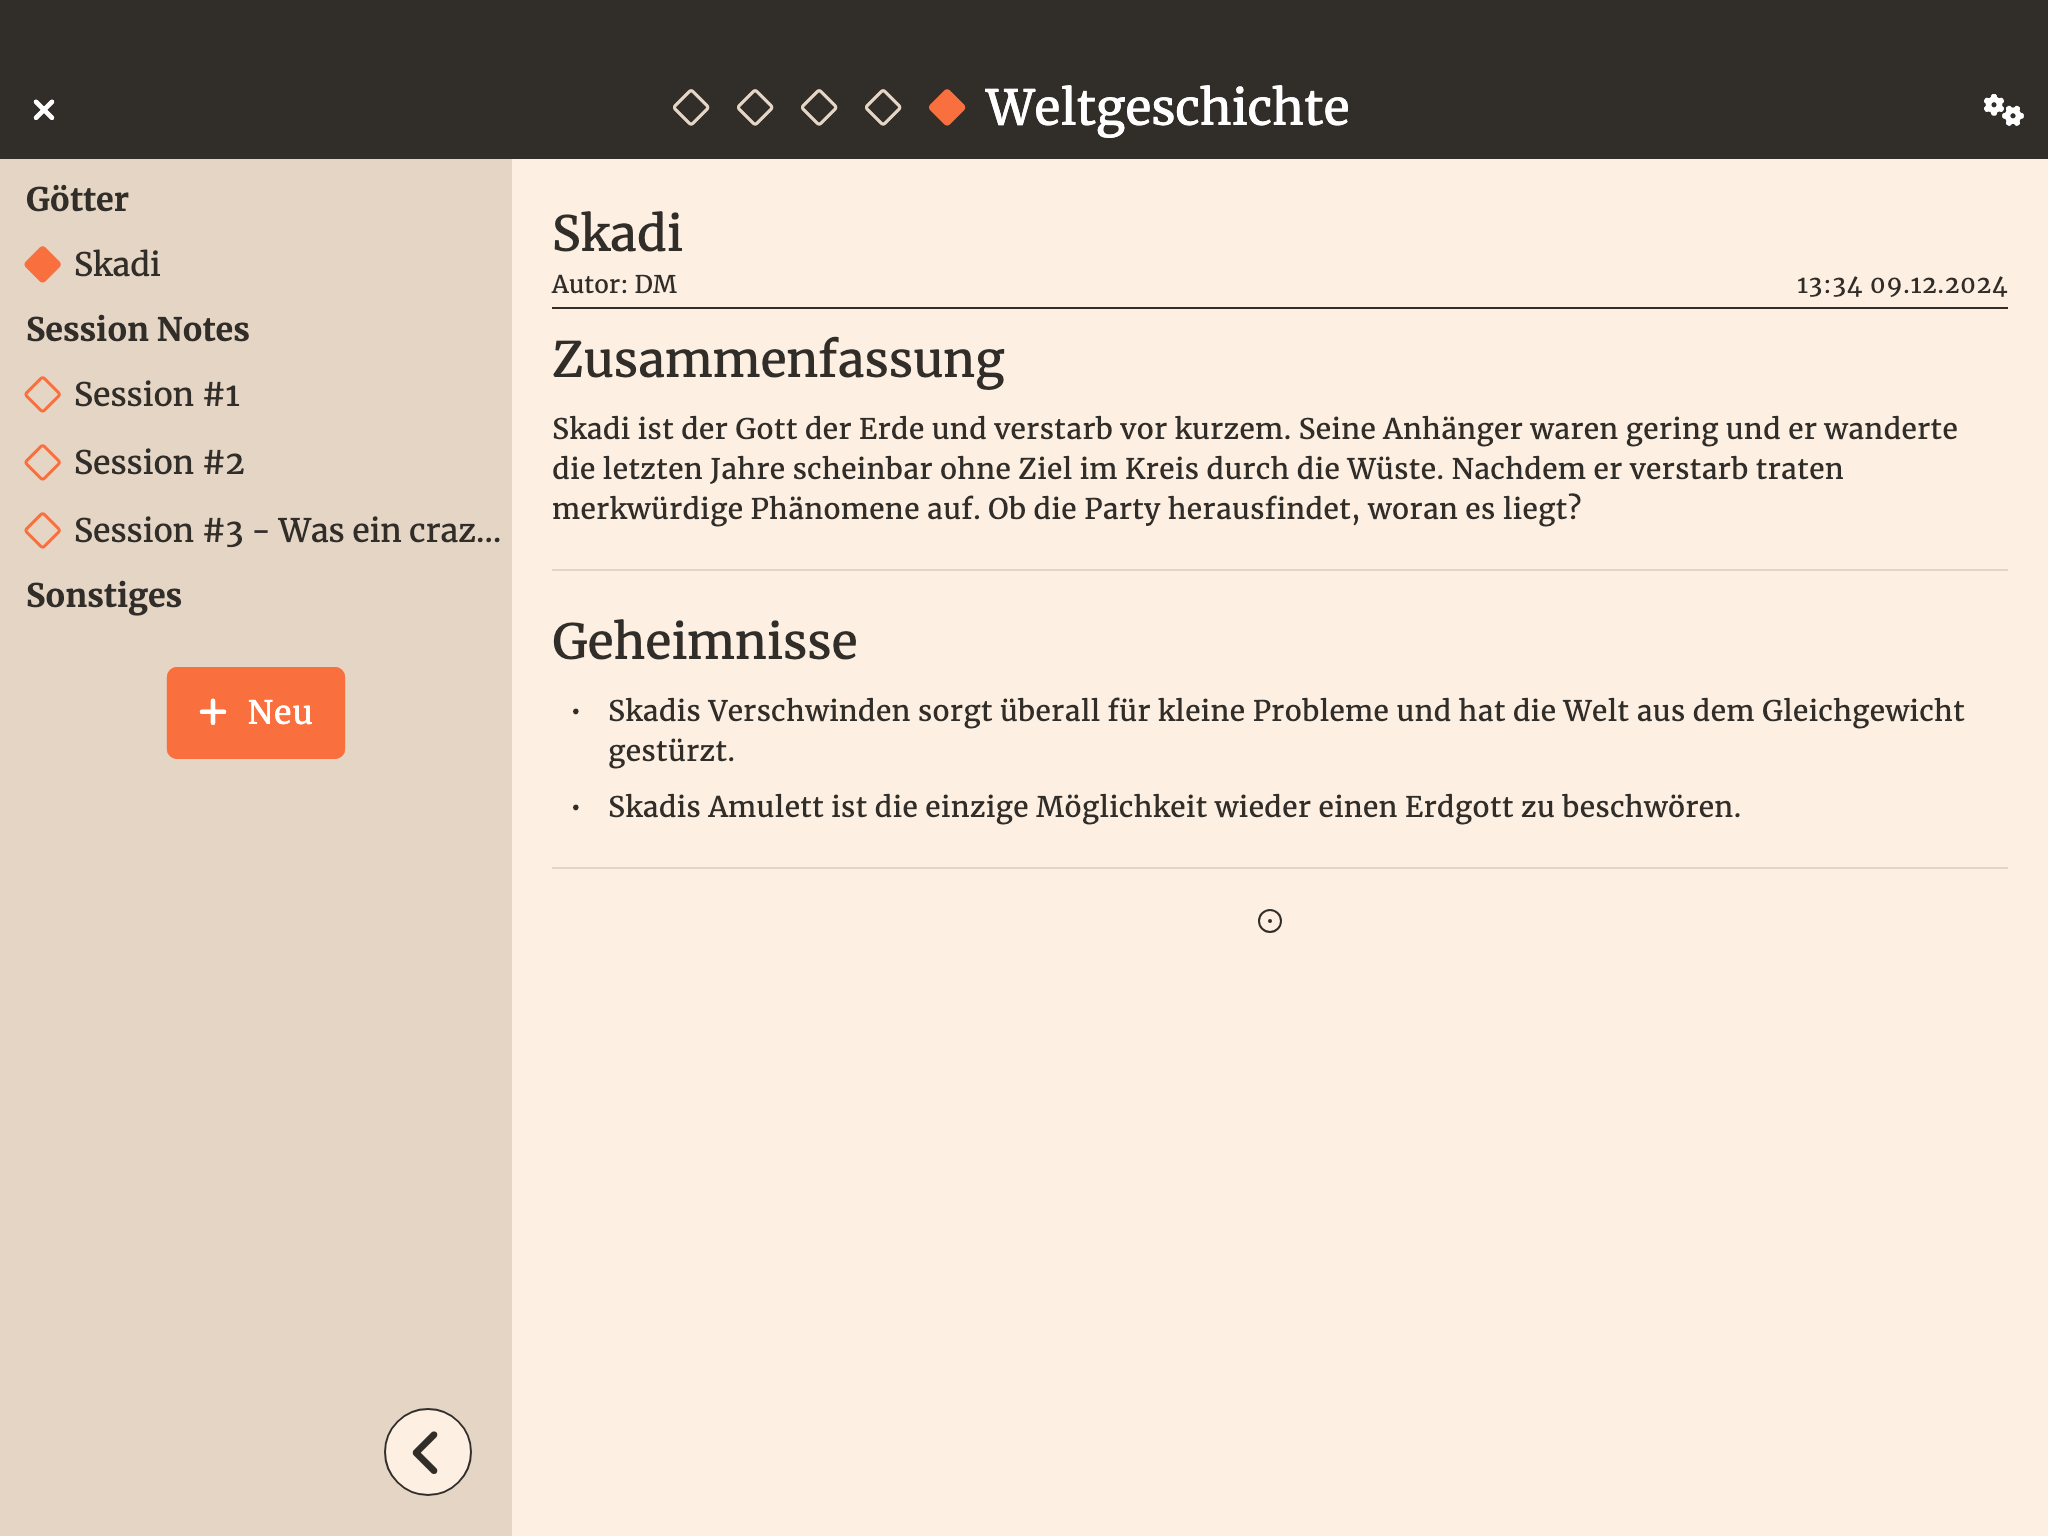 Weltgeschichte
Götter
Skadi
Session Notes
Session #1
Session #2
Session #3 - Was ein craz...
Sonstiges
Neu
Skadi
Autor: DM
13:34 09.12.2024
Zusammenfassung
Skadi ist der Gott der Erde und verstarb vor kurzem. Seine Anhänger waren gering und er wanderte
die letzten Jahre scheinbar ohne Ziel im Kreis durch die Wüste. Nachdem er verstarb traten
merkwürdige Phänomene auf. Ob die Party herausfindet, woran es liegt?
Geheimnisse
• Skadis Verschwinden sorgt überall für kleine Probleme und hat die Welt aus dem Gleichgewicht
gestürzt.
• Skadis Amulett ist die einzige Möglichkeit wieder einen Erdgott zu beschwören.